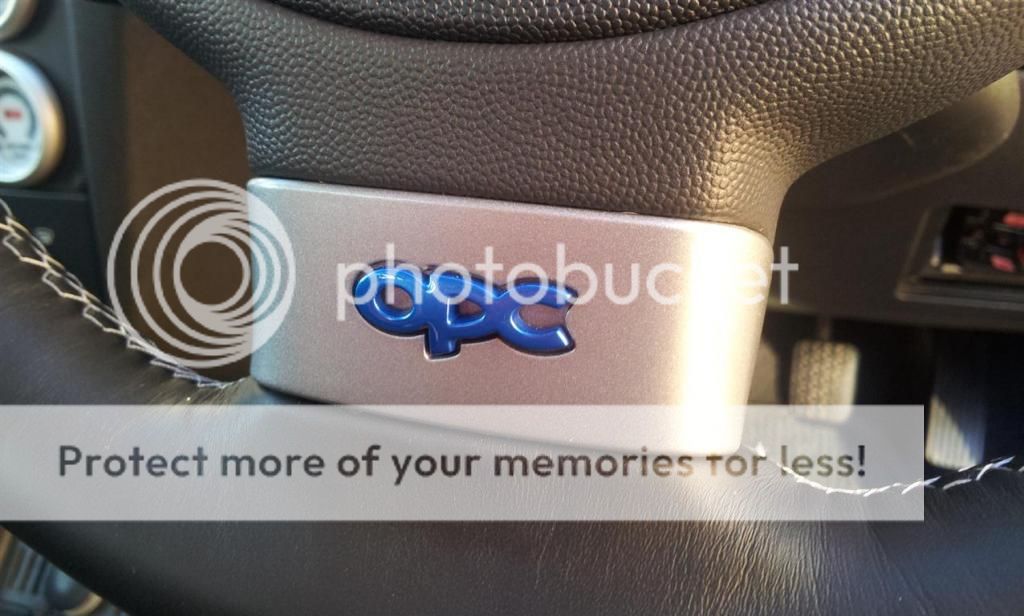 photobucket
OPC
Protect more of your memories for less!